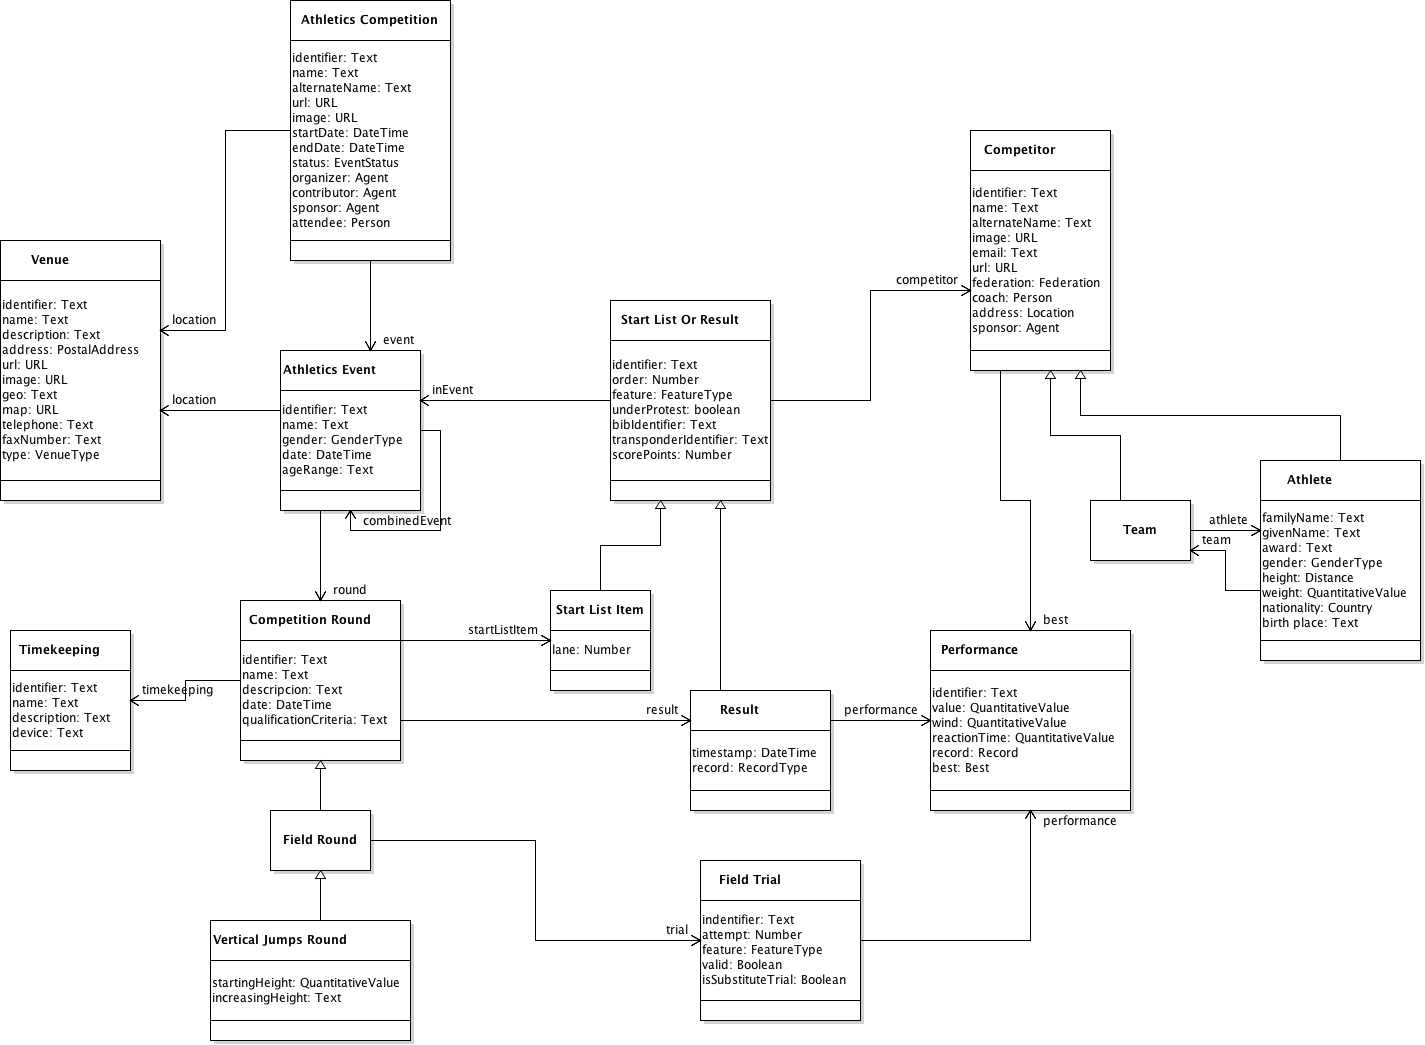 Athletics Competition
identifier: Text
name: Text
alternateName: Text
url: URL
image: URL
startDate: DateTime
endDate: DateTime
status: EventStatus
organizer: Agent
contributor: Agent
sponsor: Agent
attendee: Person
Venue
identifier: Text
name: Text
description: Text
address: PostalAddress
url: URL
image: URL
geo: Text
map: URL
telephone: Text
faxNumber: Text
type: VenueType
location
location
event
Athletics Event
identifier: Text
name: Text
gender: GenderType
date: DateTime
ageRange: Text
combinedEvent
inEvent
Start List Or Result
identifier: Text
order: Number
feature: FeatureType
underProtest: boolean
bibIdentifier: Text
transponderIdentifier: Text
scorePoints: Number
competitor
Competitor
identifier: Text
name: Text
alternateName: Text
image: URL
email: Text
url: URL
federation: Federation
coach: Person
address: Location
sponsor: Agent
Team
athlete
team
Athlete
familyName: Text
givenName: Text
award: Text
gender: GenderType
height: Distance
weight: QuantitativeValue
nationality: Country
birth place: Text
round
Competition Round
identifier: Text
name: Text
descripcion: Text
date: DateTime
qualificationCriteria: Text
timekeeping
Timekeeping
identifier: Text
name: Text
description: Text
device: Text
startListItem
Start List Item
lane: Number
result
Result
timestamp: DateTime
record: RecordType
performance
best
Performance
identifier: Text
value: QuantitativeValue
wind: QuantitativeValue
reactionTime: QuantitativeValue
record: Record
best: Best
performance
Field Round
trial
Field Trial
indentifier: Text
attempt: Number
feature: FeatureType
valid: Boolean
isSubstituteTrial: Boolean
Vertical Jumps Round
startingHeight: QuantitativeValue
increasingHeight: Text